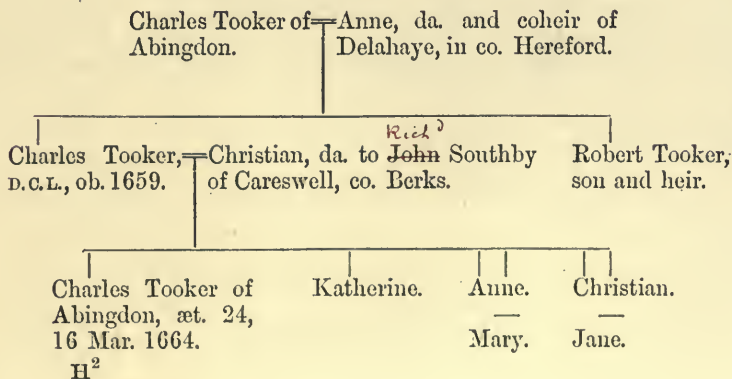 Charles Tooker of Abingdon.
Anne, da. and coheir of Delahaye, in co. Hereford.
Richd
Charles Tooker, D.C.L., ob. 1659.
Christian, da. to John Southby of Careswell, co. Berks.
Robert Tooker, son and heir.
Charles Tooker of Abingdon, æt. 24, 16 Mar. 1664.
Katherine.
Anne.
Mary.
Christian.
Jane.
H²